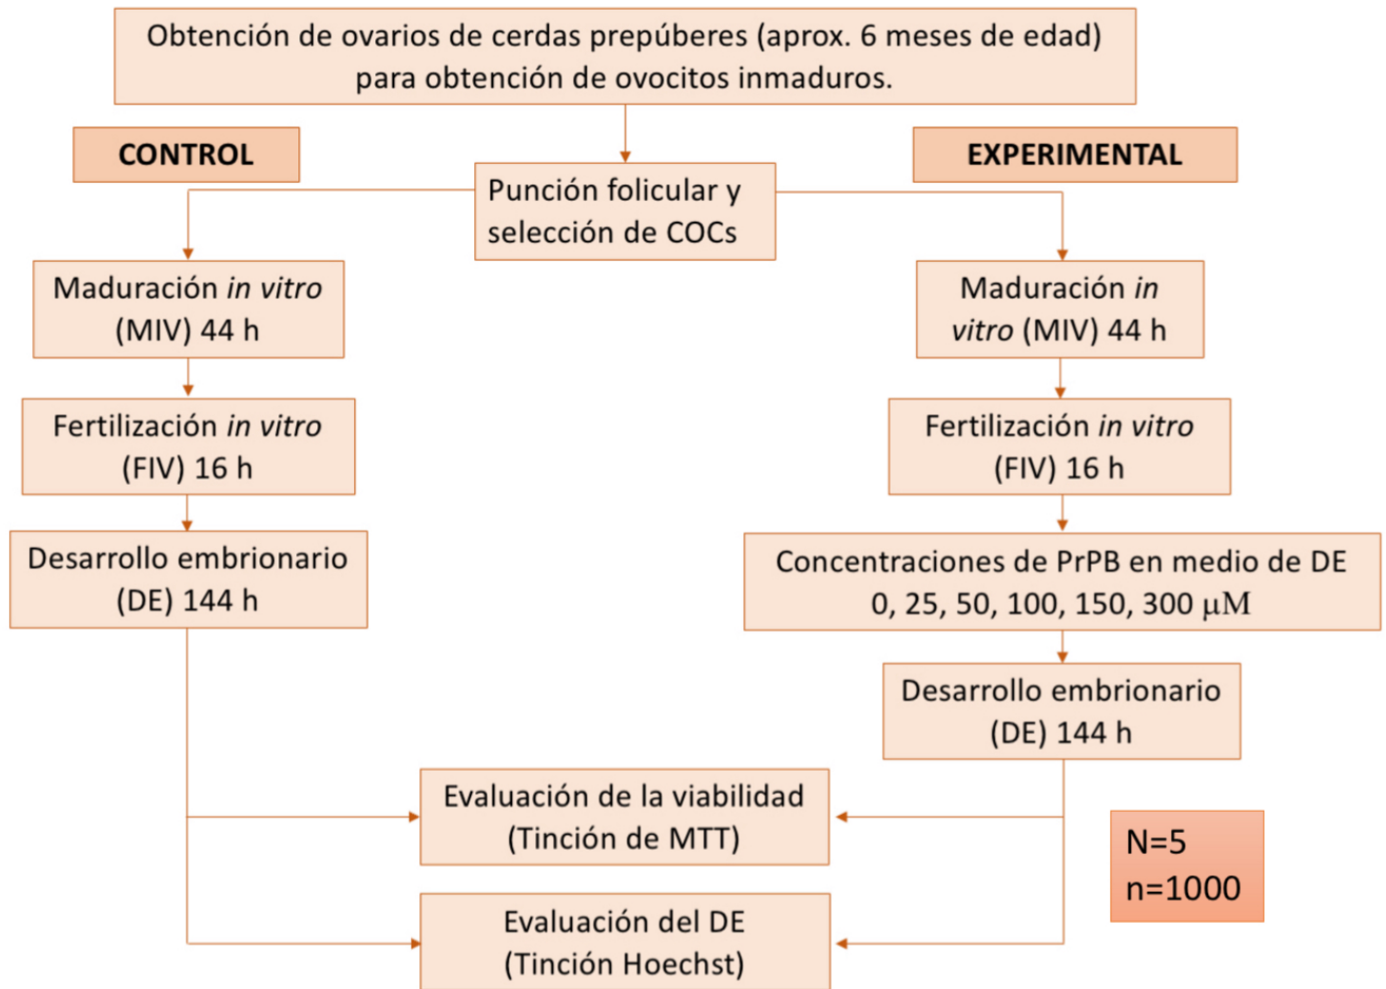 Obtención de ovarios de cerdas prepúberes (aprox. 6 meses de edad)
para obtención de ovocitos inmaduros.
CONTROL
EXPERIMENTAL
Punción folicular y
selección de COCs
Maduración in vitro
(MIV) 44 h
Maduración in
vitro (MIV) 44 h
Fertilización in vitro
(FIV) 16 h
Fertilización in vitro
(FIV) 16 h
Desarrollo embrionario
(DE) 144 h
Concentraciones de PrPB en medio de DE
0, 25, 50, 100, 150, 300 µM
Desarrollo embrionario
(DE) 144 h
Evaluación de la viabilidad
(Tinción de MTT)
N=5
n=1000
Evaluación del DE
(Tinción Hoechst)